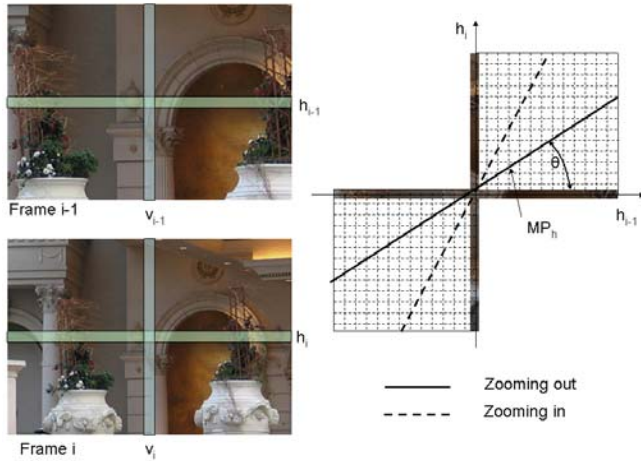 h_{i-1}
Frame i-1
v_{i-1}
h_i
Frame i
v_i
h_i
θ
h_{i-1}
MP_h
Zooming out
Zooming in